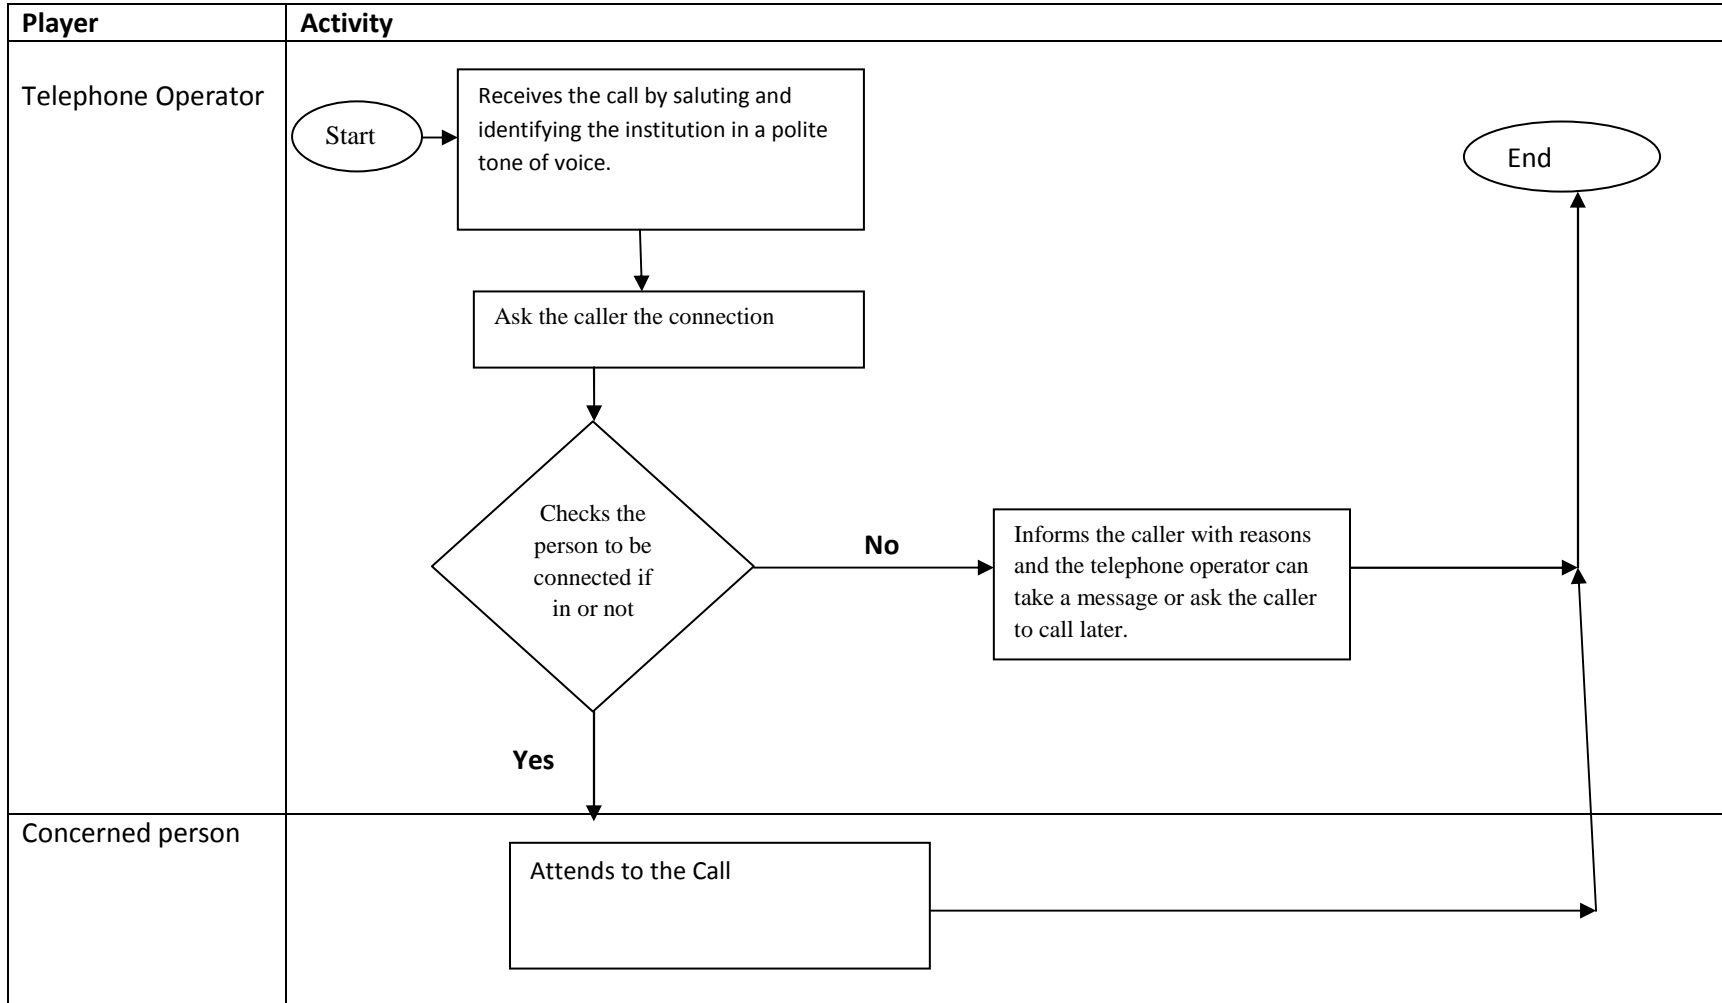 Player
Activity
Telephone Operator
Start
Receives the call by saluting and
identifying the institution in a polite
tone of voice.
End
Ask the caller the connection
Checks the
person to be
connected if
in or not
No
Informs the caller with reasons
and the telephone operator can
take a message or ask the caller
to call later.
Yes
Concerned person
Attends to the Call